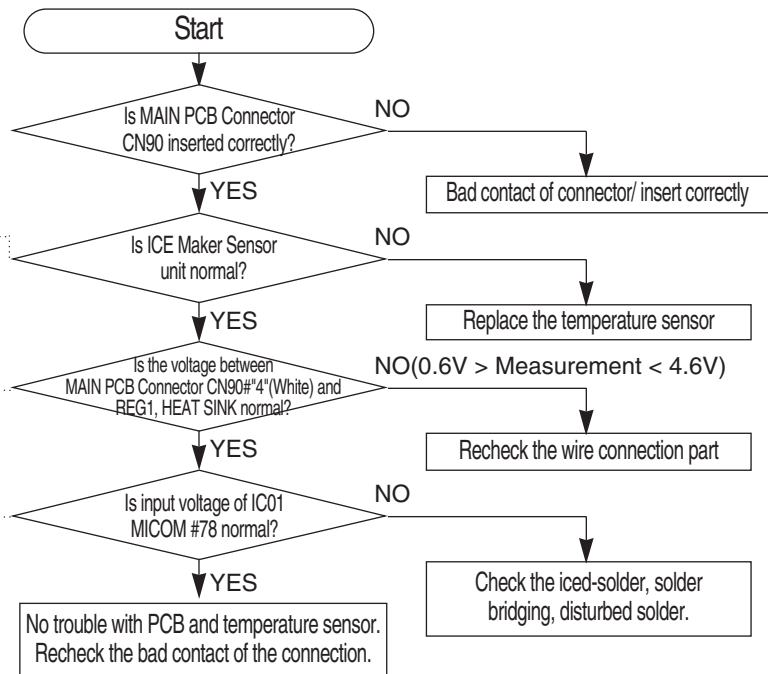 Start
Is MAIN PCB Connector
CN90 inserted correctly?
NO
Bad contact of connector/ insert correctly
YES
Is ICE Maker Sensor
unit normal?
NO
Replace the temperature sensor
YES
Is the voltage between
MAIN PCB Connector CN90#"4"(White) and
REG1, HEAT SINK normal?
NO(0.6V > Measurement < 4.6V)
Recheck the wire connection part
YES
Is input voltage of IC01
MICOM #78 normal?
NO
Check the iced-solder, solder
bridging, disturbed solder.
YES
No trouble with PCB and temperature sensor.
Recheck the bad contact of the connection.